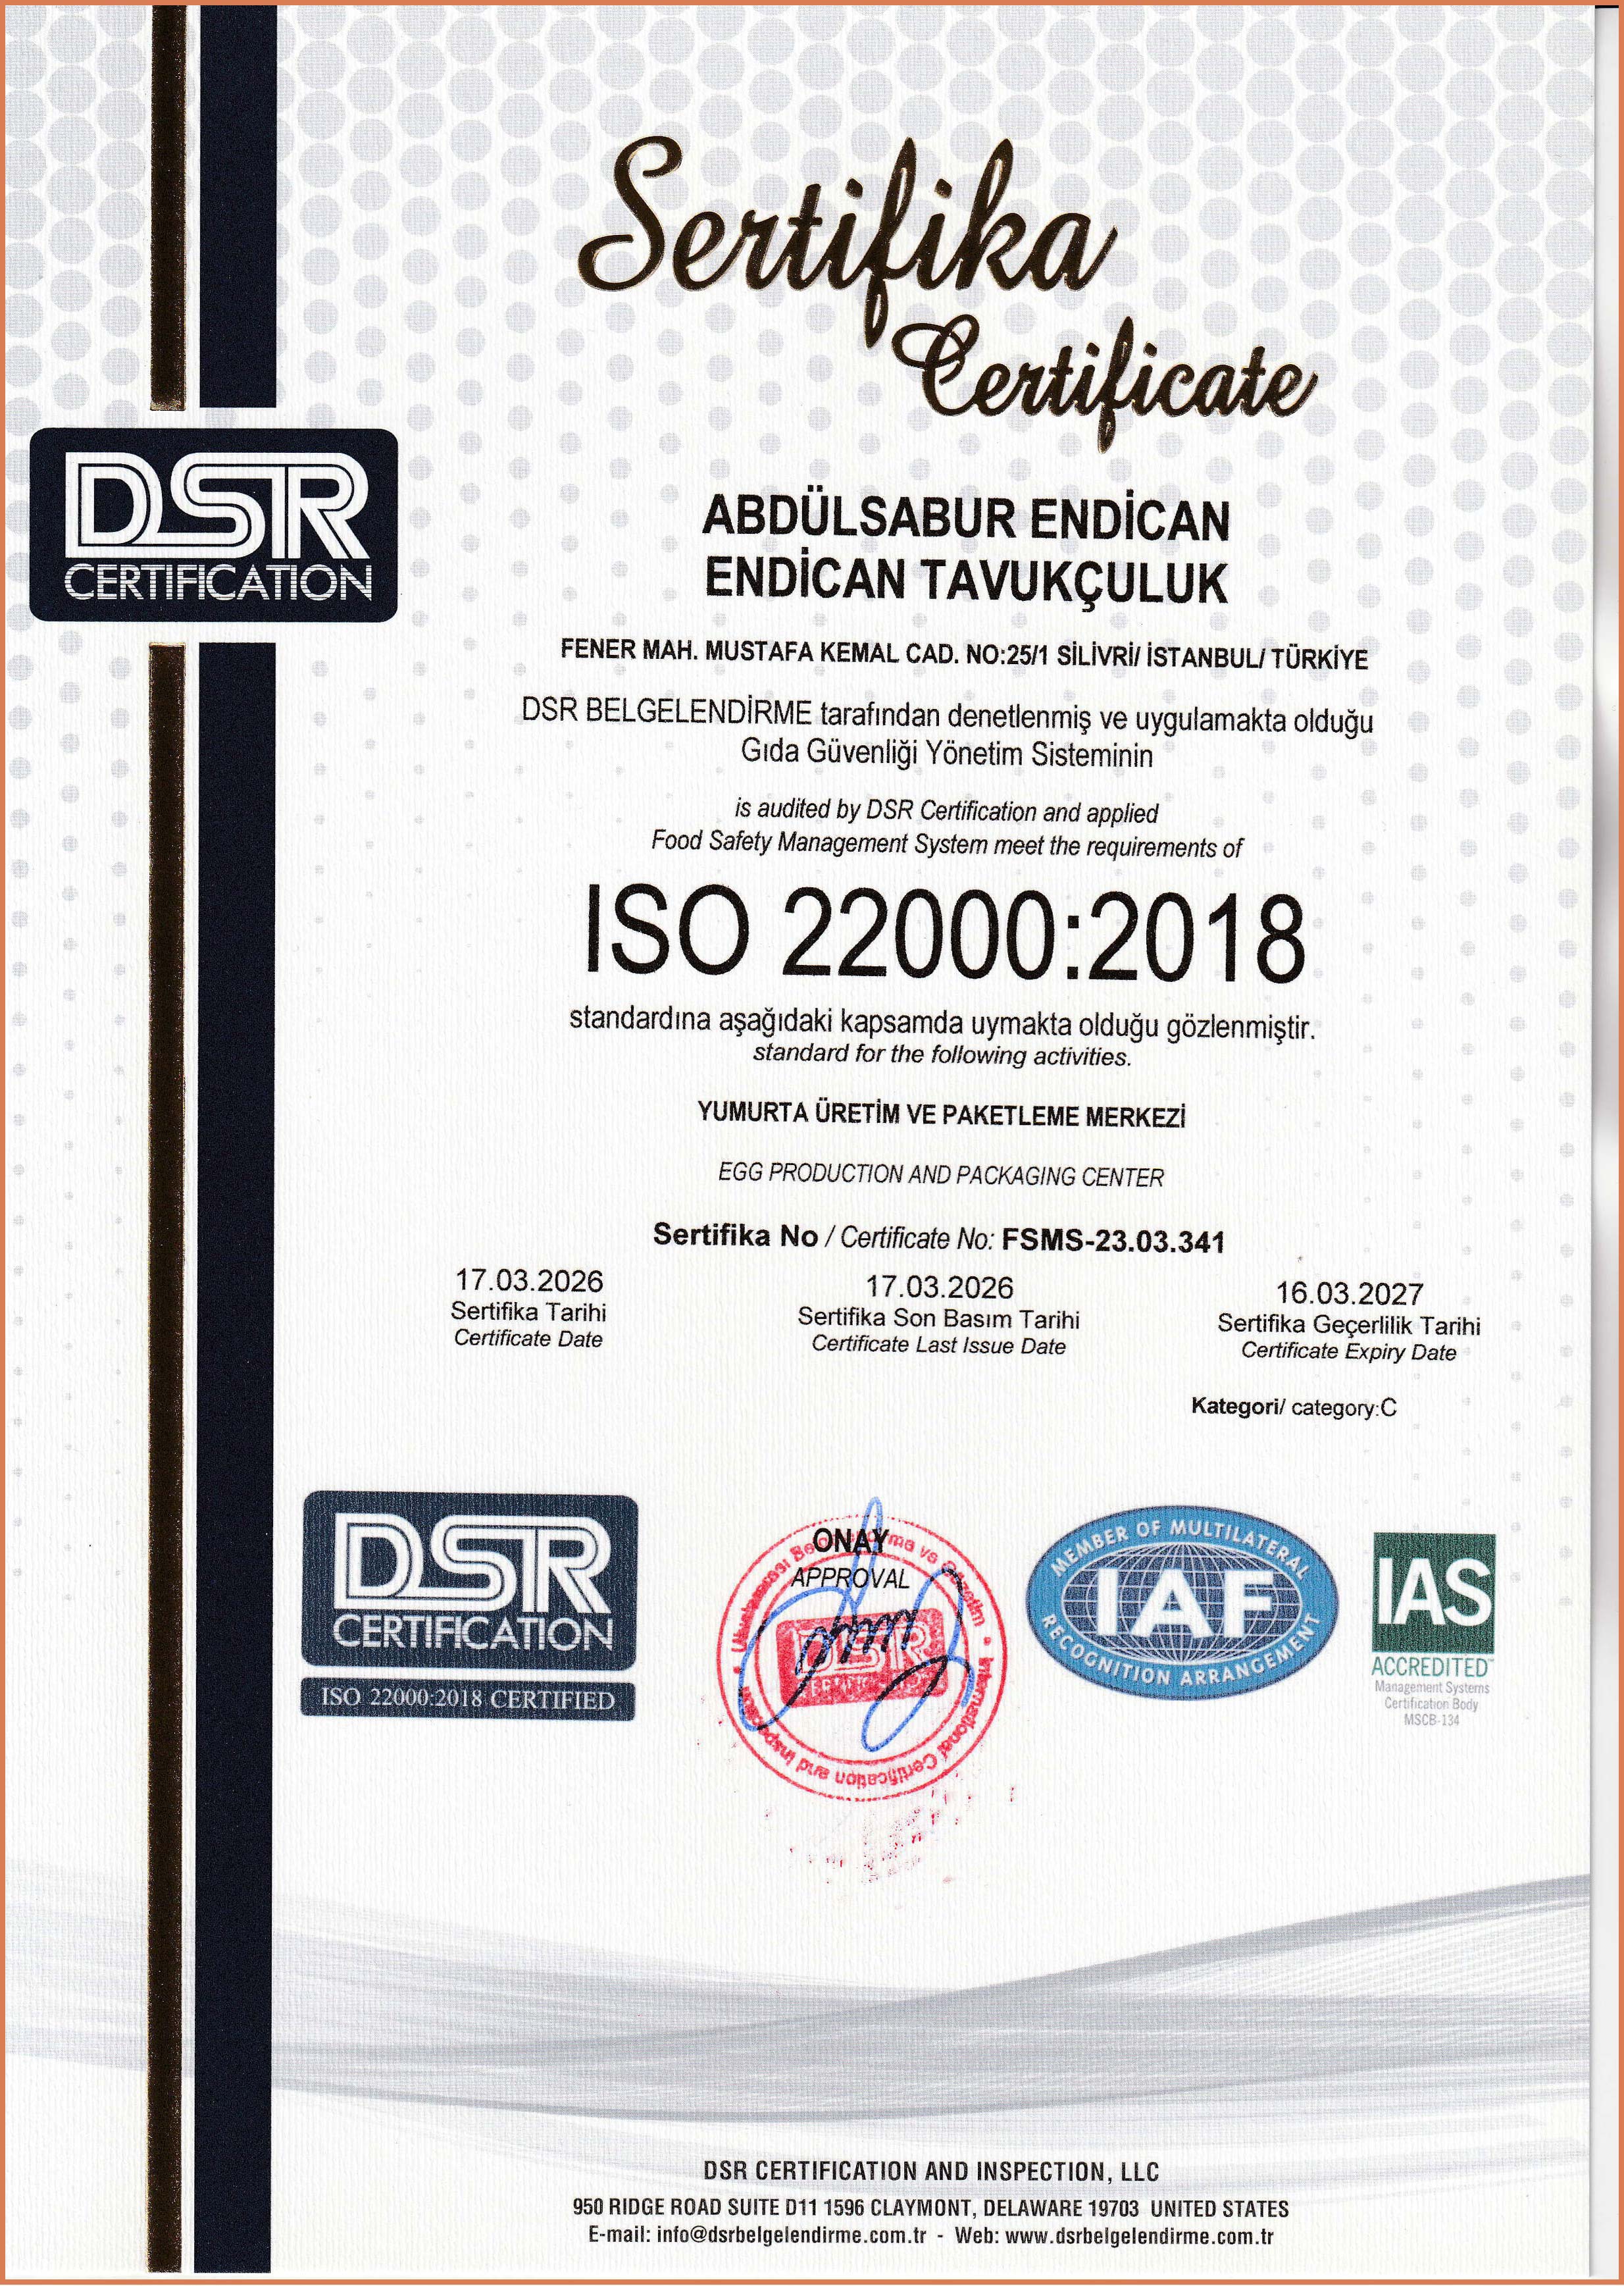 Sertifika
Certificate
DSR
CERTIFICATION
ABDÜLSABUR ENDİCAN
ENDİCAN TAVUKÇULUK
FENER MAH. MUSTAFA KEMAL CAD. NO:25/1 SİLİVRİ/ İSTANBUL/ TÜRKİYE
DSR BELGELENDİRME tarafından denetlenmiş ve uygulamakta olduğu
Gıda Güvenliği Yönetim Sisteminin
is audited by DSR Certification and applied
Food Safety Management System meet the requirements of
ISO 22000:2018
standardına aşağıdaki kapsamda uymakta olduğu gözlenmiştir.
standard for the following activities.
YUMURTA ÜRETİM VE PAKETLEME MERKEZİ
EGG PRODUCTION AND PACKAGING CENTER
Sertifika No / Certificate No: FSMS-23.03.341
17.03.2026 17.03.2026 16.03.2027
Sertifika Tarihi Sertifika Son Basım Tarihi Sertifika Geçerlilik Tarihi
Certificate Date Certificate Last Issue Date Certificate Expiry Date
Kategori/ category:C
DSR
CERTIFICATION
ISO 22000:2018 CERTIFIED
ONAY
APPROVAL
DSR
International Certification and Inspection
MEMBER OF MULTILATERAL
IAF
RECOGNITION ARRANGEMENT
IAS
ACCREDITED™
Management Systems
Certification Body
MSCB-134
DSR CERTIFICATION AND INSPECTION, LLC
950 RIDGE ROAD SUITE D11 1596 CLAYMONT, DELAWARE 19703 UNITED STATES
E-mail: info@dsrbelgelendirme.com.tr - Web: www.dsrbelgelendirme.com.tr